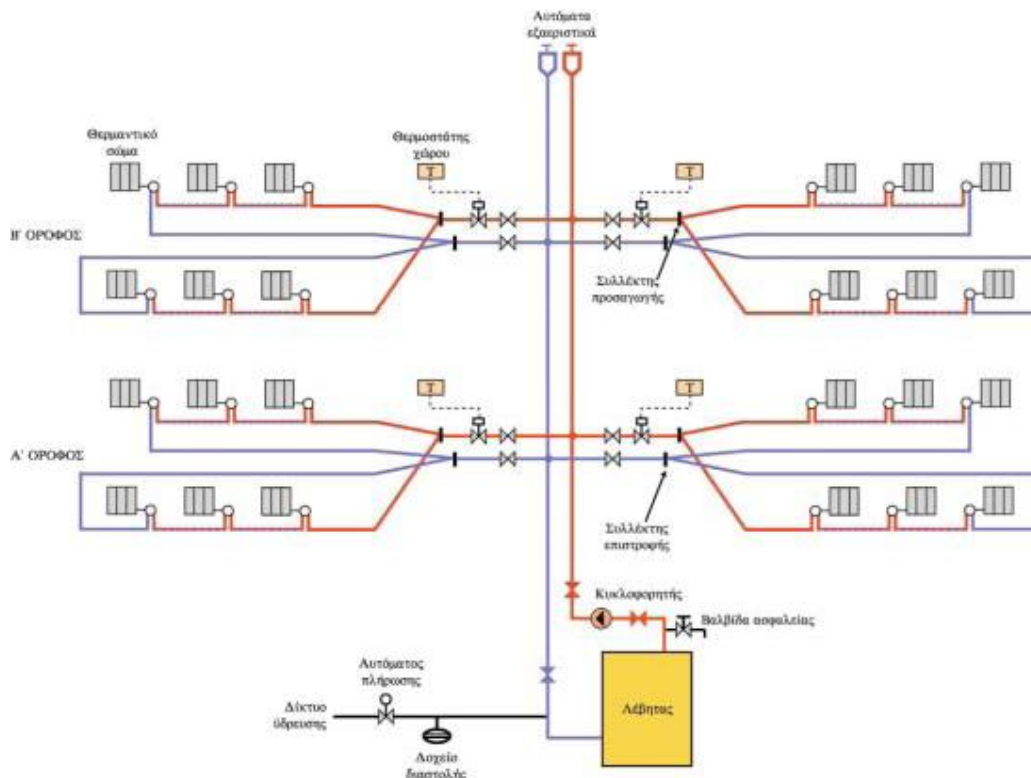 Αυτόματα
εξαεριστικά
Θερμαντικό
σώμα
Θερμοστάτης
χώρου
T
T
Β' ΟΡΟΦΟΣ
Συλλέκτης
προσαγωγής
T
T
Α' ΟΡΟΦΟΣ
Συλλέκτης
επιστροφής
Κυκλοφορητής
Βαλβίδα ασφαλείας
Αυτόματος
πλήρωσης
Δίκτυο
ύδρευσης
Λέβητας
Δοχείο
διαστολής